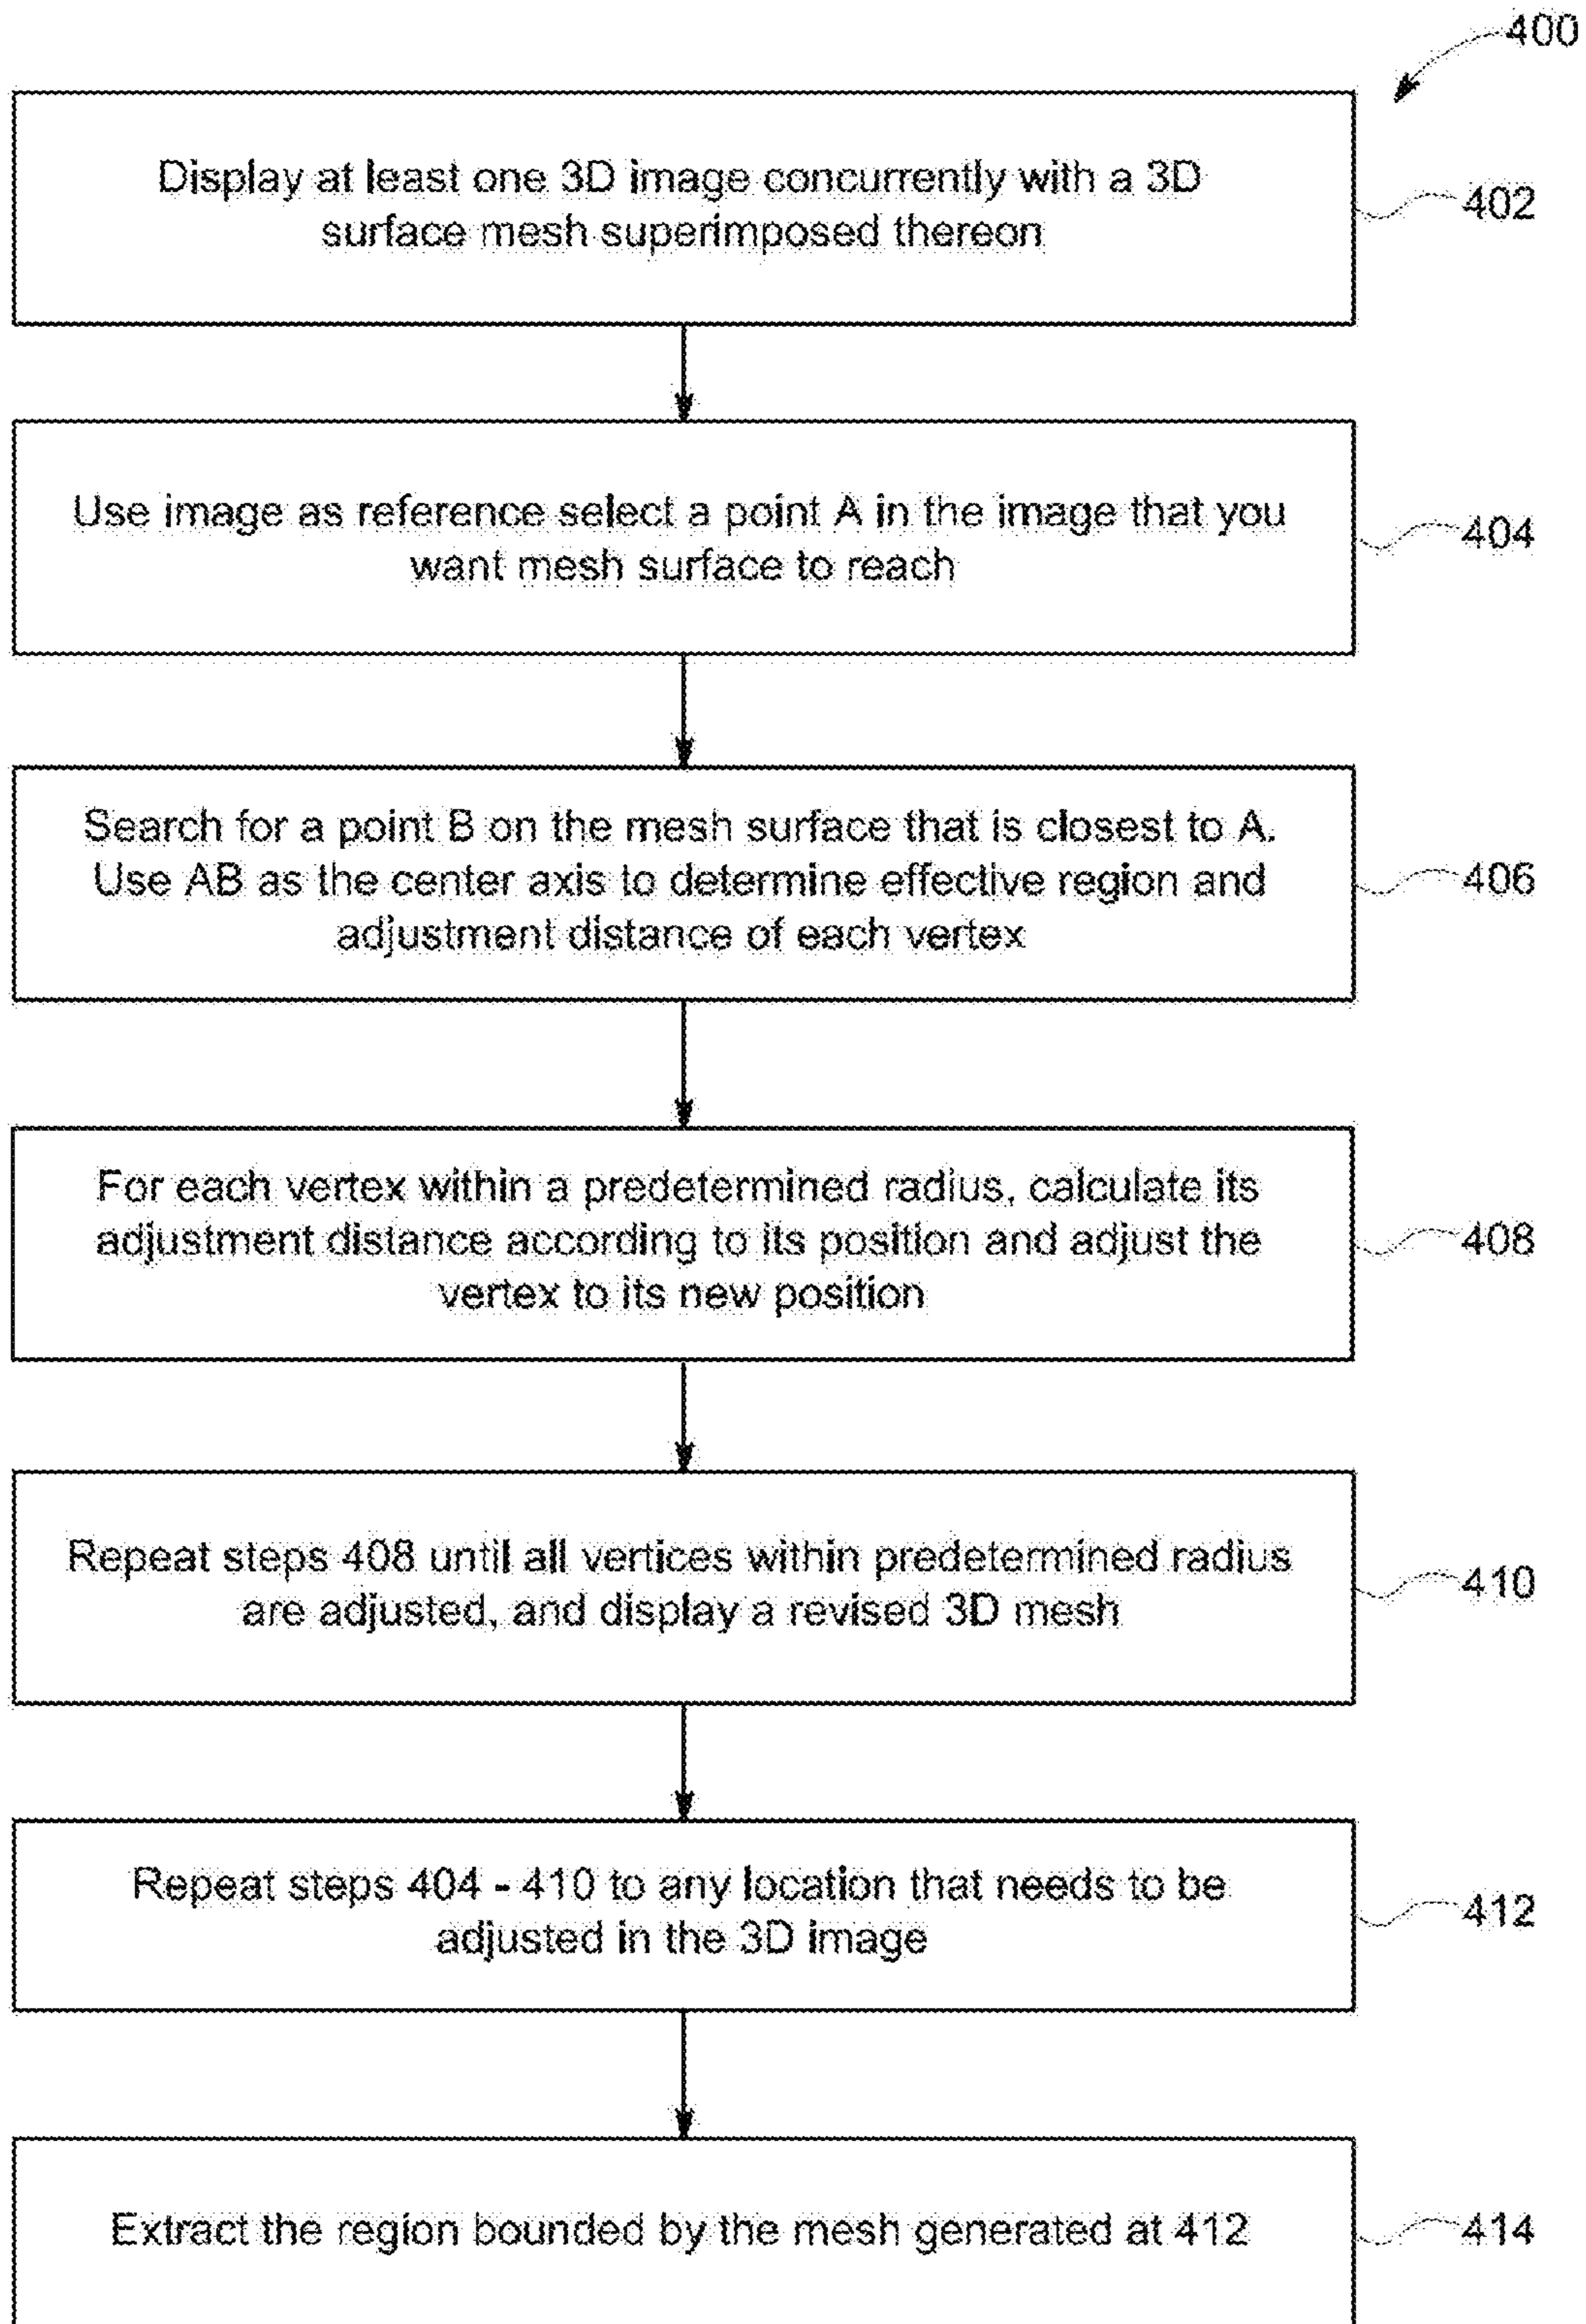 400
Display at least one 3D image concurrently with a 3D
surface mesh superimposed thereon
402
Use image as reference select a point A in the image that you
want mesh surface to reach
404
Search for a point B on the mesh surface that is closest to A.
Use AB as the center axis to determine effective region and
adjustment distance of each vertex
406
For each vertex within a predetermined radius, calculate its
adjustment distance according to its position and adjust the
vertex to its new position
408
Repeat steps 408 until all vertices within predetermined radius
are adjusted, and display a revised 3D mesh
410
Repeat steps 404 - 410 to any location that needs to be
adjusted in the 3D image
412
Extract the region bounded by the mesh generated at 412
414